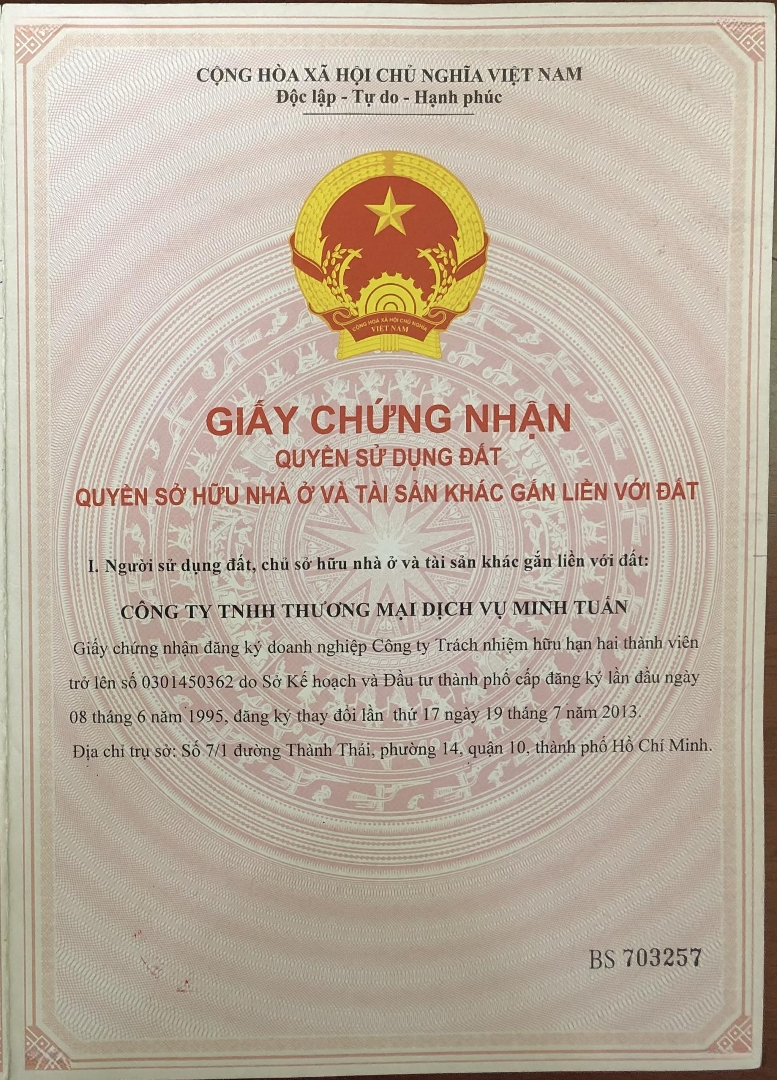 CỘNG HÒA XÃ HỘI CHỦ NGHĨA VIỆT NAM
Độc lập - Tự do - Hạnh phúc
CỘNG HÒA XÃ HỘI CHỦ NGHĨA
VIỆT NAM
GIẤY CHỨNG NHẬN
QUYỀN SỬ DỤNG ĐẤT
QUYỀN SỞ HỮU NHÀ Ở VÀ TÀI SẢN KHÁC GẮN LIỀN VỚI ĐẤT
I. Người sử dụng đất, chủ sở hữu nhà ở và tài sản khác gắn liền với đất:
CÔNG TY TNHH THƯƠNG MẠI DỊCH VỤ MINH TUẤN
Giấy chứng nhận đăng ký doanh nghiệp Công ty Trách nhiệm hữu hạn hai thành viên
trở lên số 0301450362 do Sở Kế hoạch và Đầu tư thành phố cấp đăng ký lần đầu ngày
08 tháng 6 năm 1995, đăng ký thay đổi lần thứ 17 ngày 19 tháng 7 năm 2013.
Địa chỉ trụ sở: Số 7/1 đường Thành Thái, phường 14, quận 10, thành phố Hồ Chí Minh.
BS 703257